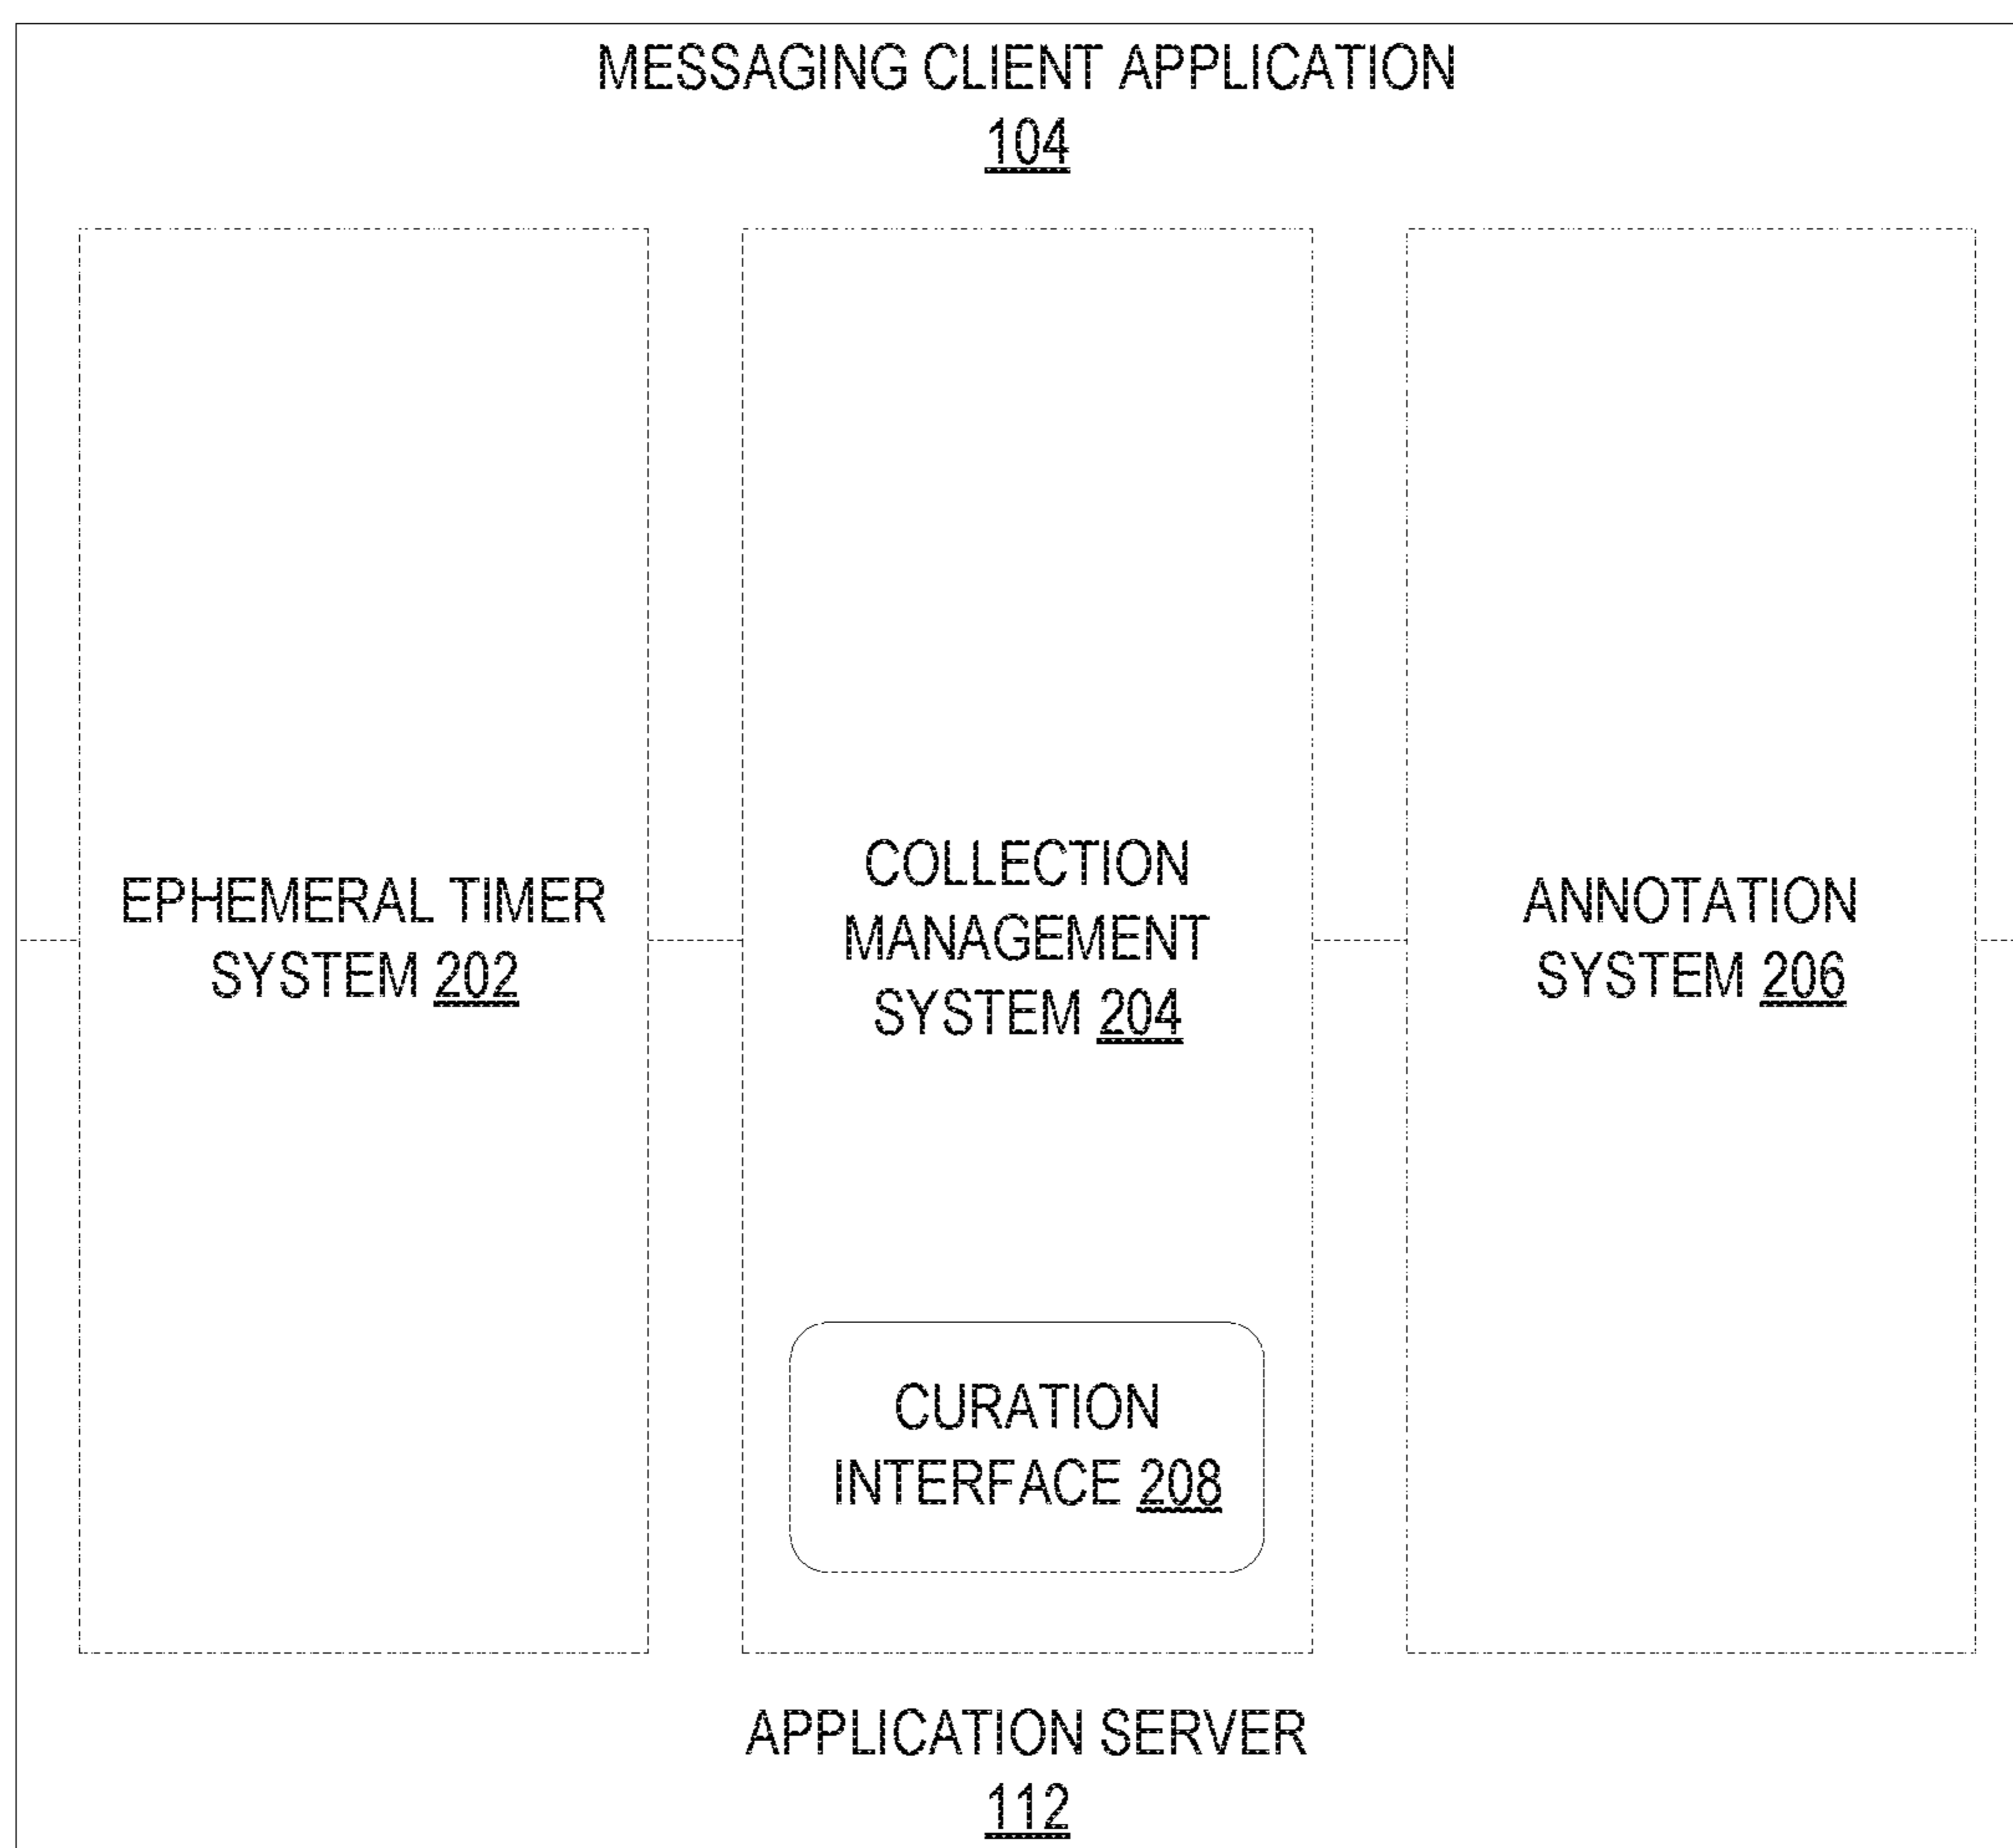 MESSAGING CLIENT APPLICATION
104
EPHEMERAL TIMER
SYSTEM 202
COLLECTION
MANAGEMENT
SYSTEM 204
ANNOTATION
SYSTEM 206
CURATION
INTERFACE 208
APPLICATION SERVER
112